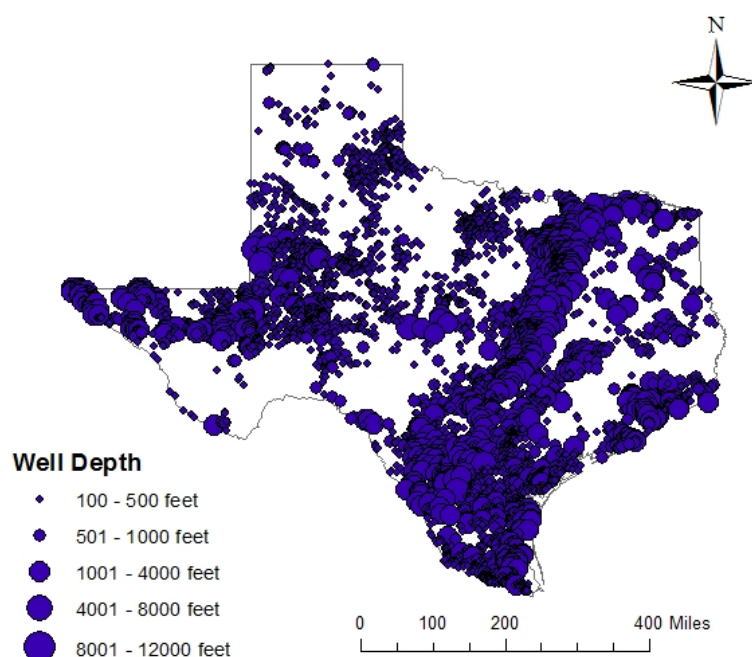 N
Well Depth
100 - 500 feet
501 - 1000 feet
1001 - 4000 feet
4001 - 8000 feet
8001 - 12000 feet
0 100 200 400 Miles